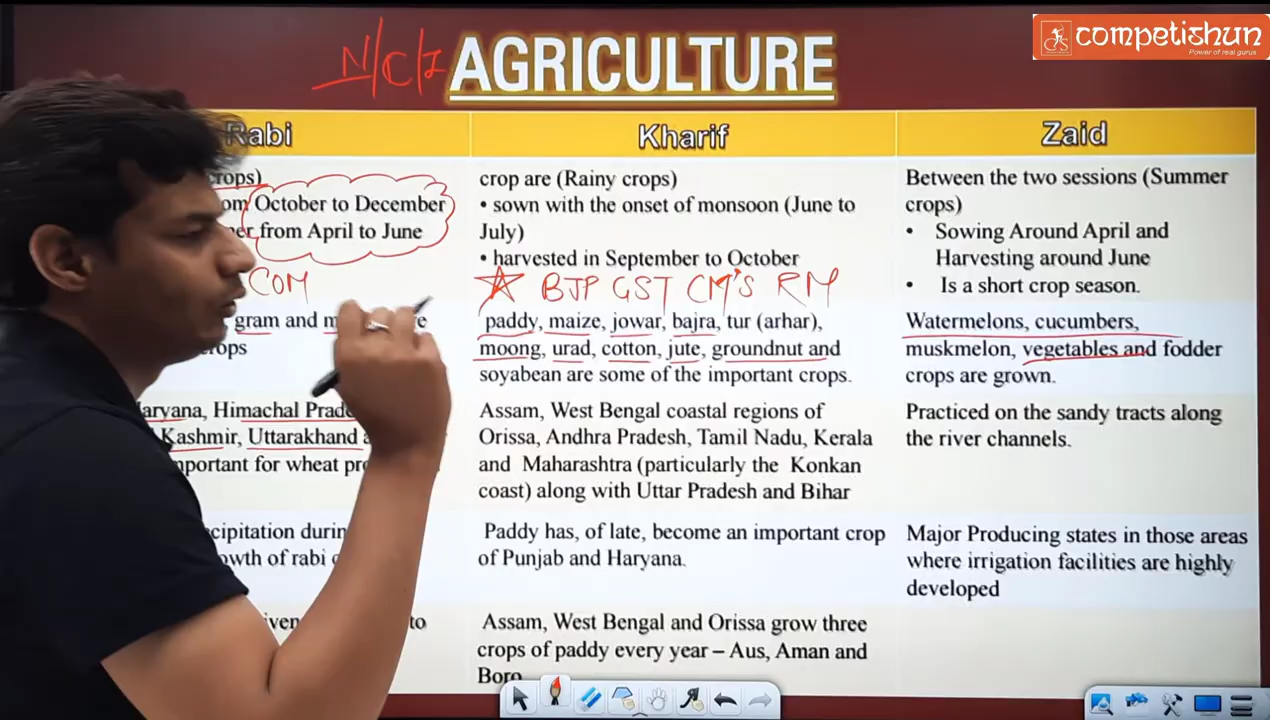 competishun
Power of real gurus
N/C/Z AGRICULTURE
Rabi
crops)
October to December
from April to June
COM
gram and
crops
Haryana, Himachal Prade
Kashmir, Uttarakhand
mportant for wheat pr
cipitation durin
owth of rabi
iven
to
Kharif
crop are (Rainy crops)
• sown with the onset of monsoon (June to
July)
• harvested in September to October
BJP GST CM'S RM
paddy, maize, jowar, bajra, tur (arhar),
moong, urad, cotton, jute, groundnut and
soyabean are some of the important crops.
Assam, West Bengal coastal regions of
Orissa, Andhra Pradesh, Tamil Nadu, Kerala
and Maharashtra (particularly the Konkan
coast) along with Uttar Pradesh and Bihar
Paddy has, of late, become an important crop
of Punjab and Haryana.
Assam, West Bengal and Orissa grow three
crops of paddy every year – Aus, Aman and
Boro
Zaid
Between the two sessions (Summer
crops)
• Sowing Around April and
Harvesting around June
• Is a short crop season.
Watermelons, cucumbers,
muskmelon, vegetables and fodder
crops are grown.
Practiced on the sandy tracts along
the river channels.
Major Producing states in those areas
where irrigation facilities are highly
developed